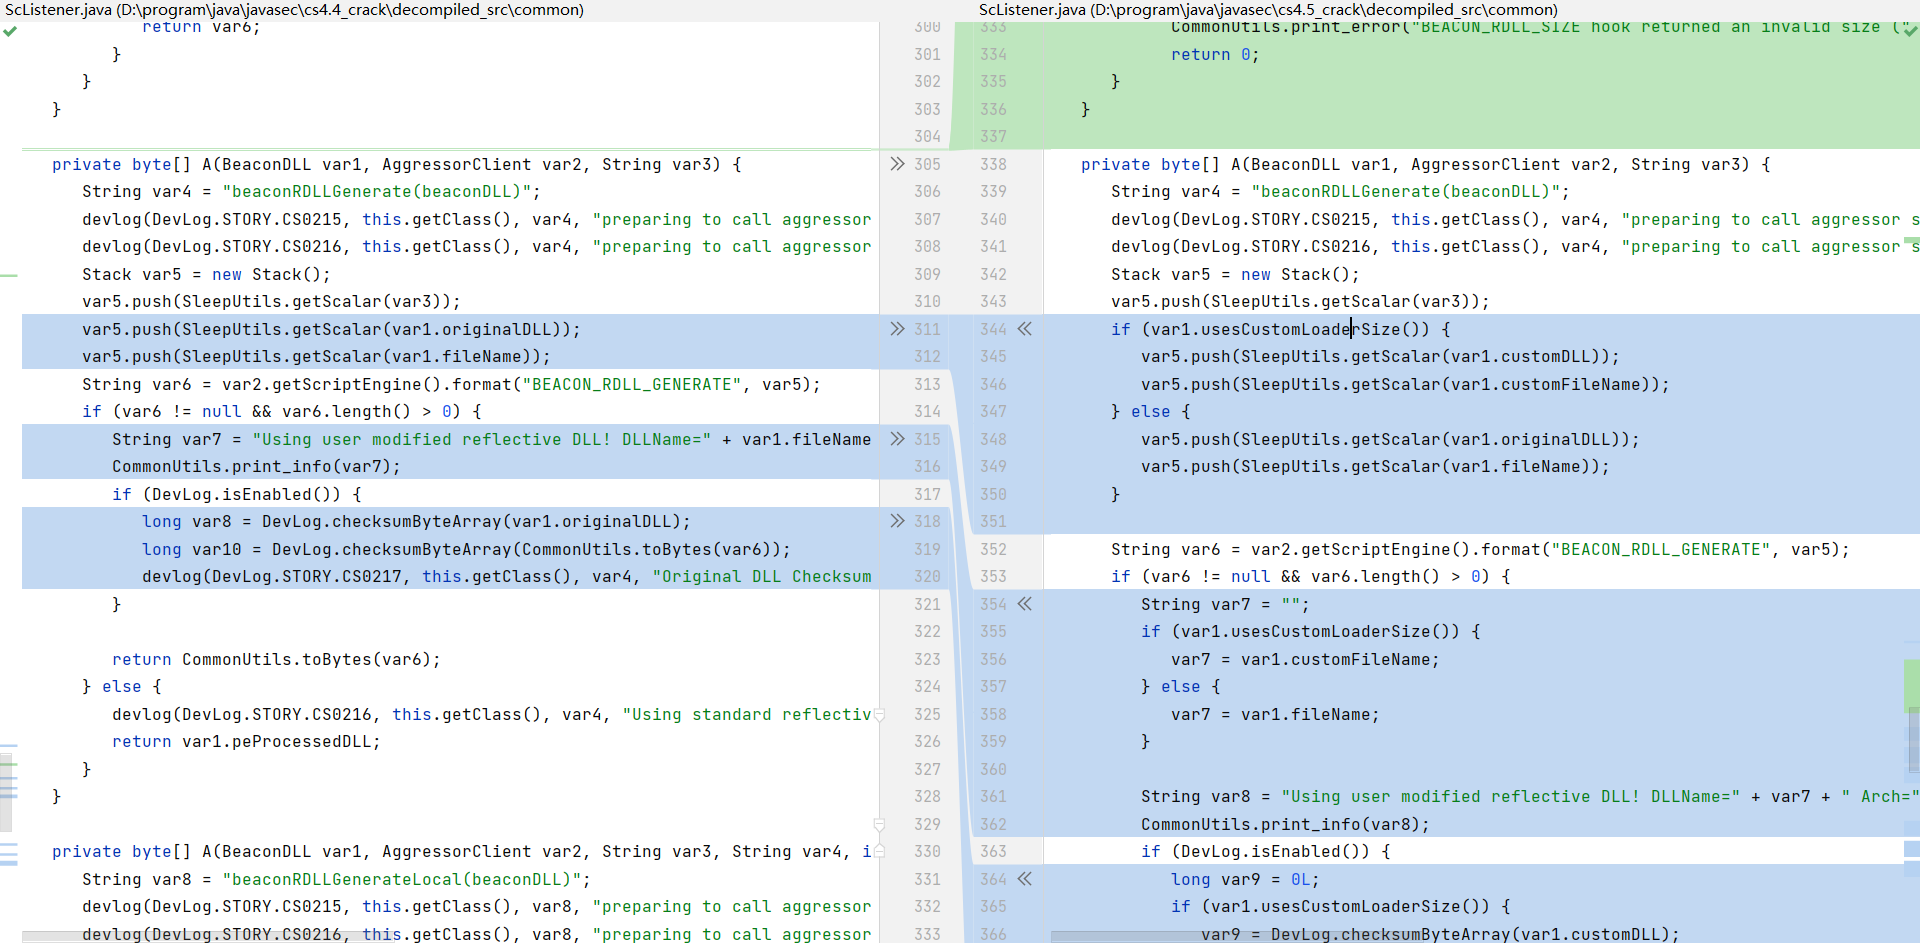 ScListener.java (D:\program\java\javasec\cs4.4_crack\decompiled_src\common)
return var6;
}
}
}
private byte[] A(BeaconDLL var1, AggressorClient var2, String var3) {
String var4 = "beaconRDLLGenerate(beaconDLL)";
devlog(DevLog.STORY.CS0215, this.getClass(), var4, "preparing to call aggressor
devlog(DevLog.STORY.CS0216, this.getClass(), var4, "preparing to call aggressor
Stack var5 = new Stack();
var5.push(SleepUtils.getScalar(var3));
var5.push(SleepUtils.getScalar(var1.originalDLL));
var5.push(SleepUtils.getScalar(var1.fileName));
String var6 = var2.getScriptEngine().format("BEACON_RDLL_GENERATE", var5);
if (var6 != null && var6.length() > 0) {
String var7 = "Using user modified reflective DLL! DLLName=" + var1.fileName
CommonUtils.print_info(var7);
if (DevLog.isEnabled()) {
long var8 = DevLog.checksumByteArray(var1.originalDLL);
long var10 = DevLog.checksumByteArray(CommonUtils.toBytes(var6));
devlog(DevLog.STORY.CS0217, this.getClass(), var4, "Original DLL Checksum
}
return CommonUtils.toBytes(var6);
} else {
devlog(DevLog.STORY.CS0216, this.getClass(), var4, "Using standard reflectiv
return var1.peProcessedDLL;
}
}
private byte[] A(BeaconDLL var1, AggressorClient var2, String var3, String var4, i
String var8 = "beaconRDLLGenerateLocal(beaconDLL)";
devlog(DevLog.STORY.CS0215, this.getClass(), var8, "preparing to call aggressor
devlog(DevLog.STORY.CS0216, this.getClass(), var8, "preparing to call aggressor
300
301
302
303
304
305
306
307
308
309
310
311
312
313
314
315
316
317
318
319
320
321
322
323
324
325
326
327
328
329
330
331
332
333
ScListener.java (D:\program\java\javasec\cs4.5_crack\decompiled_src\common)
333 CommonUtils.print_error("BEACON_RDLL_SIZE hook returned an invalid size (".
334 return 0;
335 }
336 }
337
338 private byte[] A(BeaconDLL var1, AggressorClient var2, String var3) {
339 String var4 = "beaconRDLLGenerate(beaconDLL)";
340 devlog(DevLog.STORY.CS0215, this.getClass(), var4, "preparing to call aggressor s
341 devlog(DevLog.STORY.CS0216, this.getClass(), var4, "preparing to call aggressor s
342 Stack var5 = new Stack();
343 var5.push(SleepUtils.getScalar(var3));
344 if (var1.usesCustomLoaderSize()) {
345 var5.push(SleepUtils.getScalar(var1.customDLL));
346 var5.push(SleepUtils.getScalar(var1.customFileName));
347 } else {
348 var5.push(SleepUtils.getScalar(var1.originalDLL));
349 var5.push(SleepUtils.getScalar(var1.fileName));
350 }
351
352 String var6 = var2.getScriptEngine().format("BEACON_RDLL_GENERATE", var5);
353 if (var6 != null && var6.length() > 0) {
354 String var7 = "";
355 if (var1.usesCustomLoaderSize()) {
356 var7 = var1.customFileName;
357 } else {
358 var7 = var1.fileName;
359 }
360
361 String var8 = "Using user modified reflective DLL! DLLName=" + var7 + " Arch="
362 CommonUtils.print_info(var8);
363 if (DevLog.isEnabled()) {
364 long var9 = 0L;
365 if (var1.usesCustomLoaderSize()) {
366 var9 = DevLog.checksumByteArray(var1.customDLL);